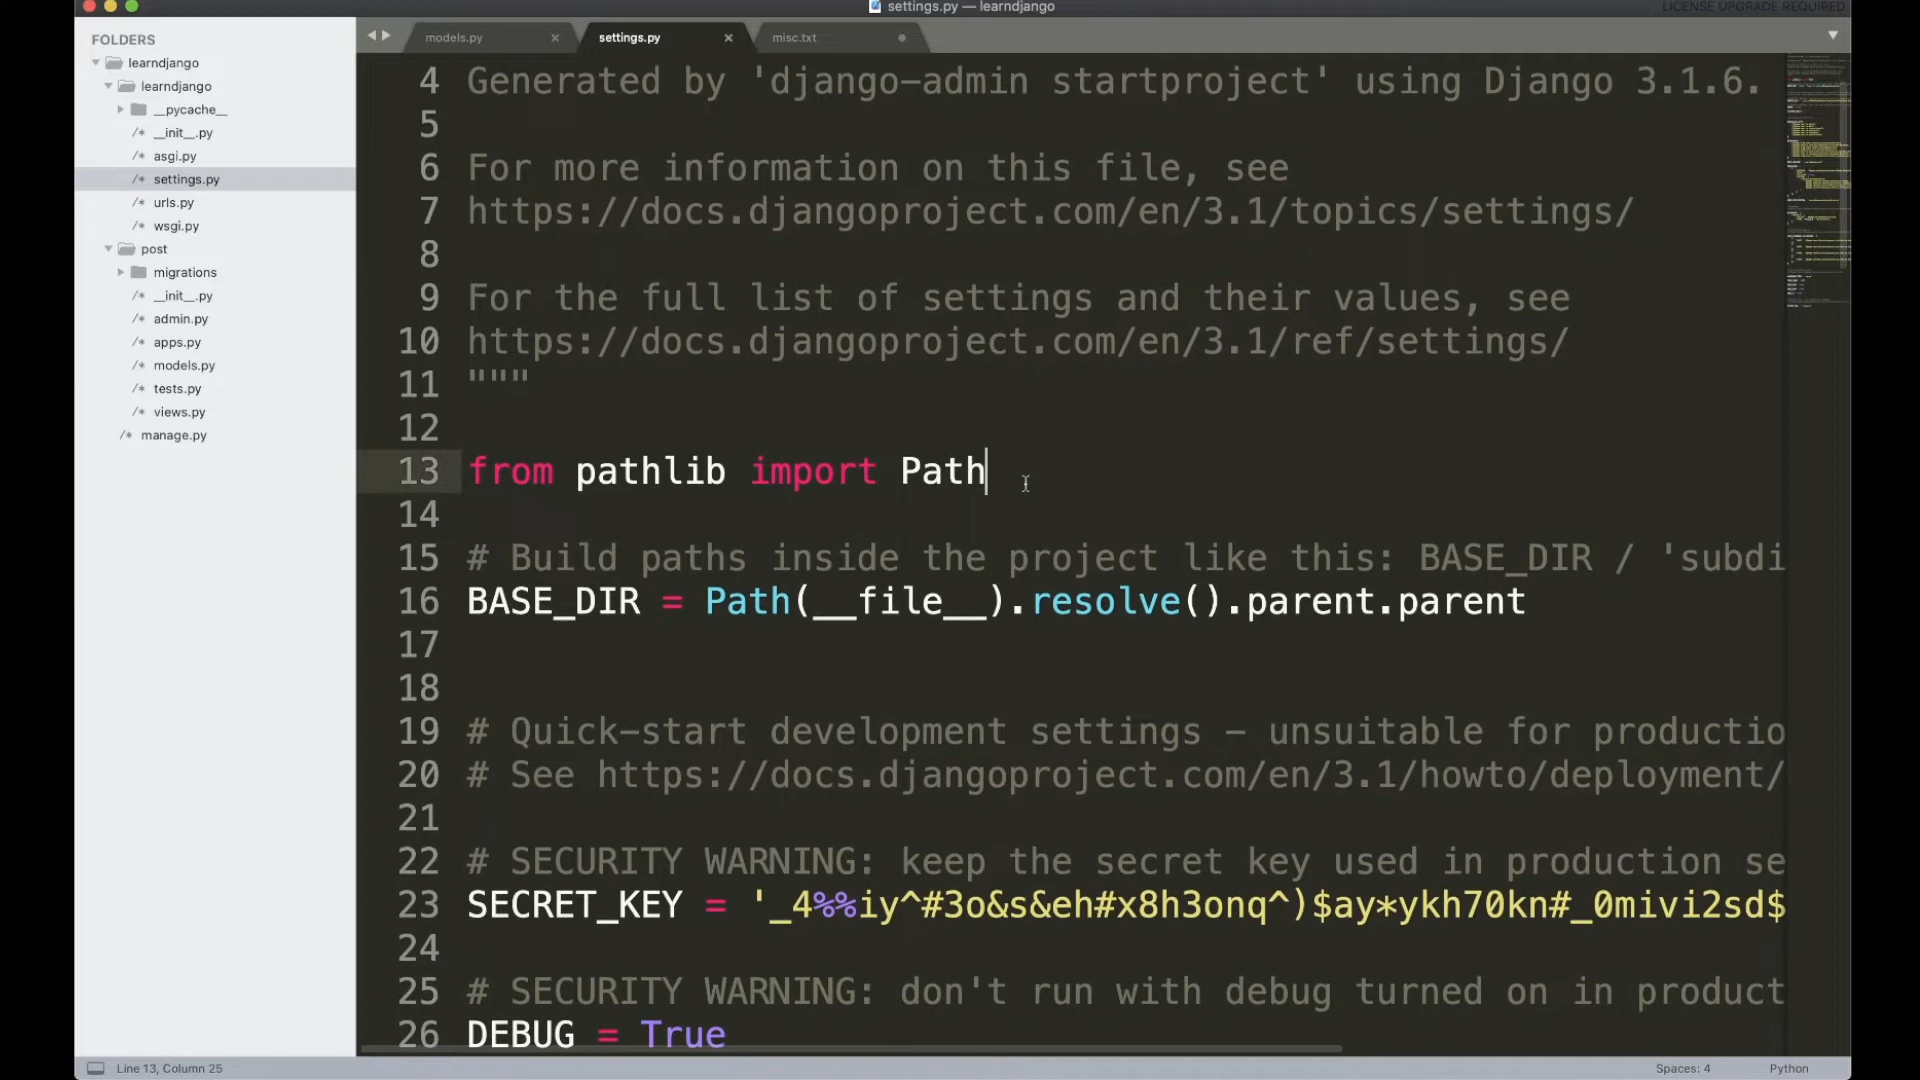 settings.py — learndjango
LICENSE UPGRADE REQUIRED
FOLDERS
learndjango
learndjango
__pycache__
/* __init__.py
/* asgi.py
/* settings.py
/* urls.py
/* wsgi.py
post
migrations
/* __init__.py
/* admin.py
/* apps.py
/* models.py
/* tests.py
/* views.py
/* manage.py
models.py
settings.py
misc.txt
4 Generated by 'django-admin startproject' using Django 3.1.6.
5
6 For more information on this file, see
7 https://docs.djangoproject.com/en/3.1/topics/settings/
8
9 For the full list of settings and their values, see
10 https://docs.djangoproject.com/en/3.1/ref/settings/
11 """
12
13 from pathlib import Path
14
15 # Build paths inside the project like this: BASE_DIR / 'subdi
16 BASE_DIR = Path(__file__).resolve().parent.parent
17
18
19 # Quick-start development settings - unsuitable for productio
20 # See https://docs.djangoproject.com/en/3.1/howto/deployment/
21
22 # SECURITY WARNING: keep the secret key used in production se
23 SECRET_KEY = '_4%%iy^#3o&s&eh#x8h3onq^)$ay*ykh70kn#_0mivi2sd$
24
25 # SECURITY WARNING: don't run with debug turned on in product
26 DEBUG = True
Line 13, Column 25
Spaces: 4
Python